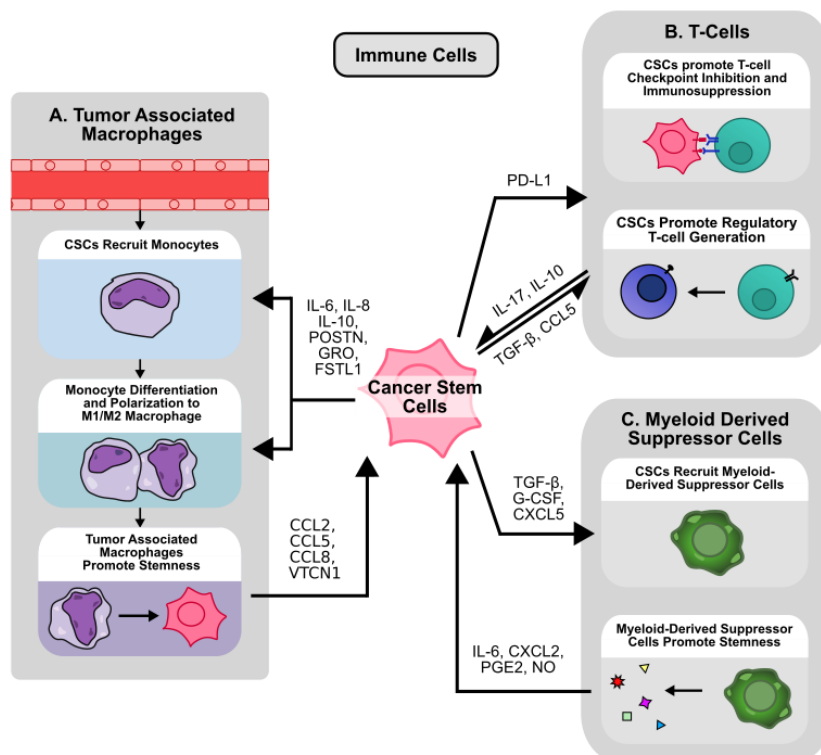 Immune Cells
A. Tumor Associated
Macrophages
CSCs Recruit Monocytes
Monocyte Differentiation
and Polarization to
M1/M2 Macrophage
Tumor Associated
Macrophages
Promote Stemness
IL-6, IL-8
IL-10,
POSTN,
GRO,
FSTL1
CCL2,
CCL5,
CCL8,
VTCN1
Cancer Stem
Cells
PD-L1
IL-17, IL-10
TGF-β, CCL5
TGF-β,
G-CSF,
CXCL5
IL-6, CXCL2,
PGE2, NO
B. T-Cells
CSCs promote T-cell
Checkpoint Inhibition and
Immunosuppression
CSCs Promote Regulatory
T-cell Generation
C. Myeloid Derived
Suppressor Cells
CSCs Recruit Myeloid-
Derived Suppressor Cells
Myeloid-Derived Suppressor
Cells Promote Stemness